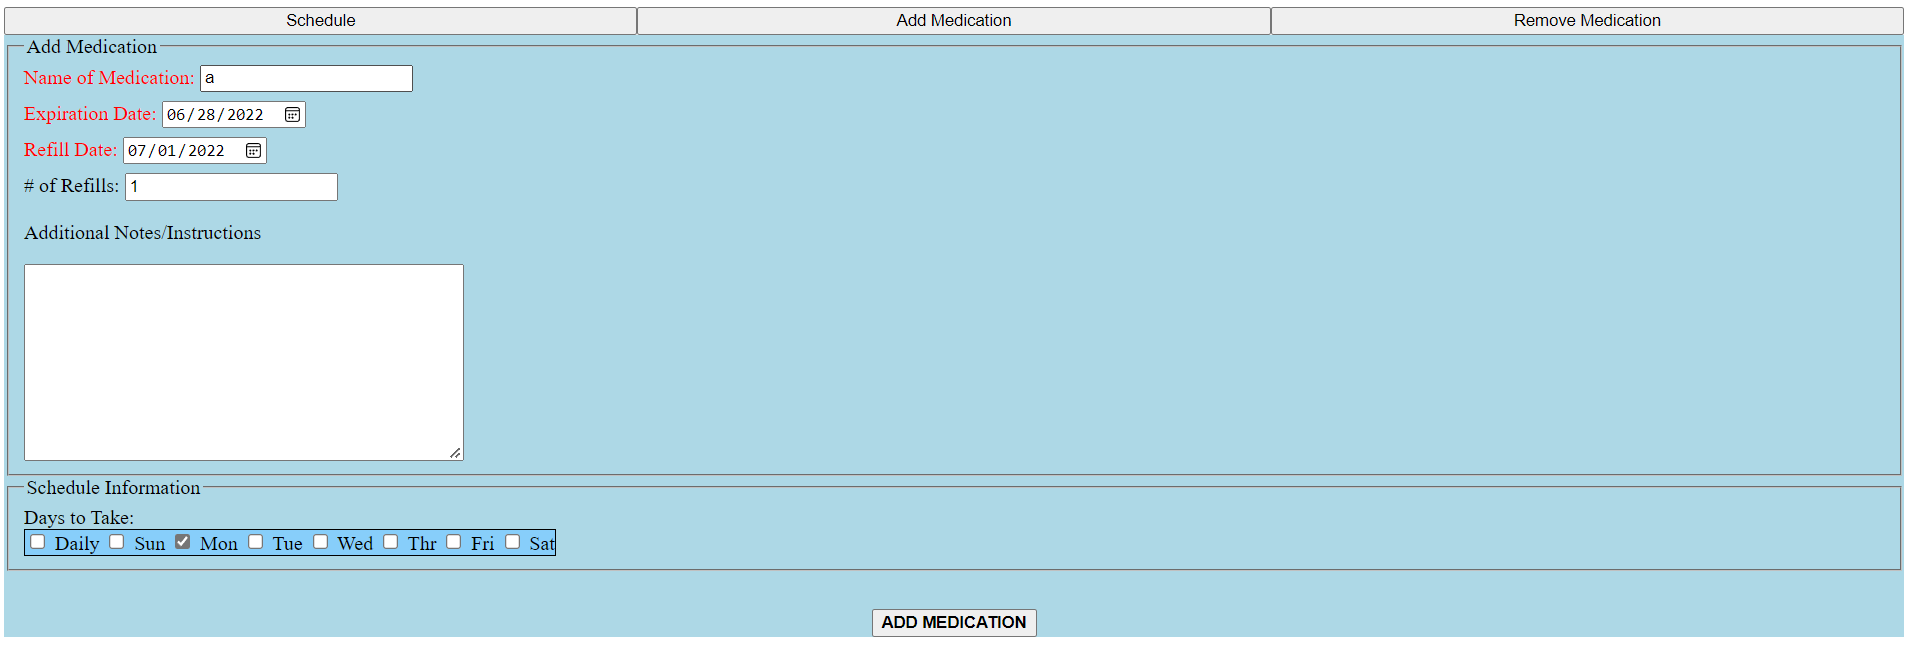 Schedule Add Medication Remove Medication
Add Medication
Name of Medication: a
Expiration Date: 06/28/2022
Refill Date: 07/01/2022
# of Refills: 1
Additional Notes/Instructions
Schedule Information
Days to Take:
Daily Sun Mon Tue Wed Thr Fri Sat
ADD MEDICATION